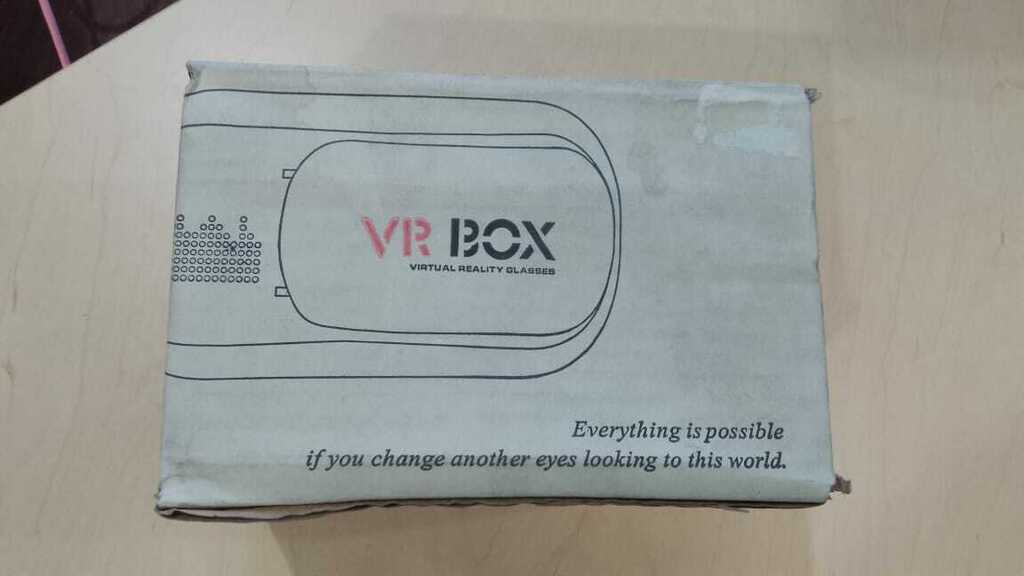 VR BOX
VIRTUAL REALITY GLASSES
Everything is possible
if you change another eyes looking to this world.